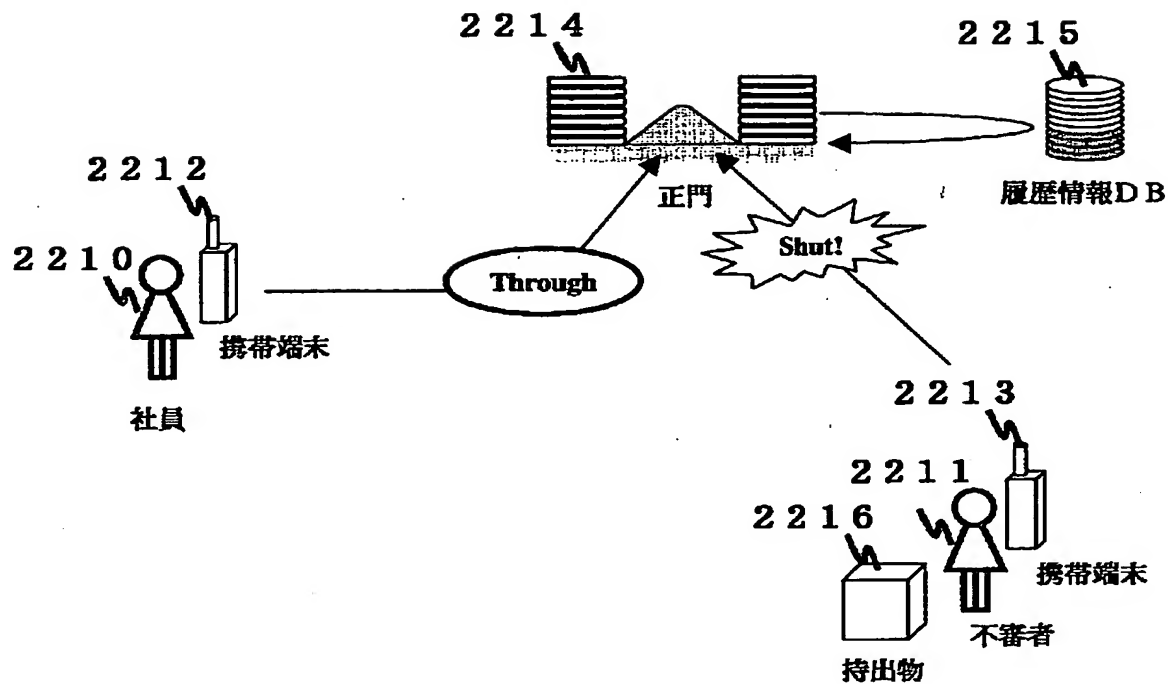 ２２１４
２２１５
正門
履歴情報ＤＢ
２２１２
２２１０
携帯端末
社員
Through
Shut!
２２１３
２２１１
２２１６
携帯端末
不審者
持出物